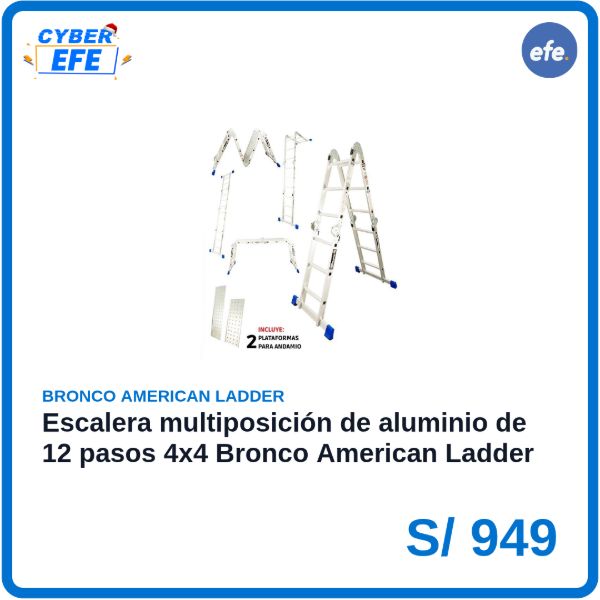 CYBER
EFE
efe.
INCLUYE:
2 PLATAFORMAS
PARA ANDAMIO
BRONCO AMERICAN LADDER
Escalera multiposición de aluminio de
12 pasos 4x4 Bronco American Ladder
S/ 949